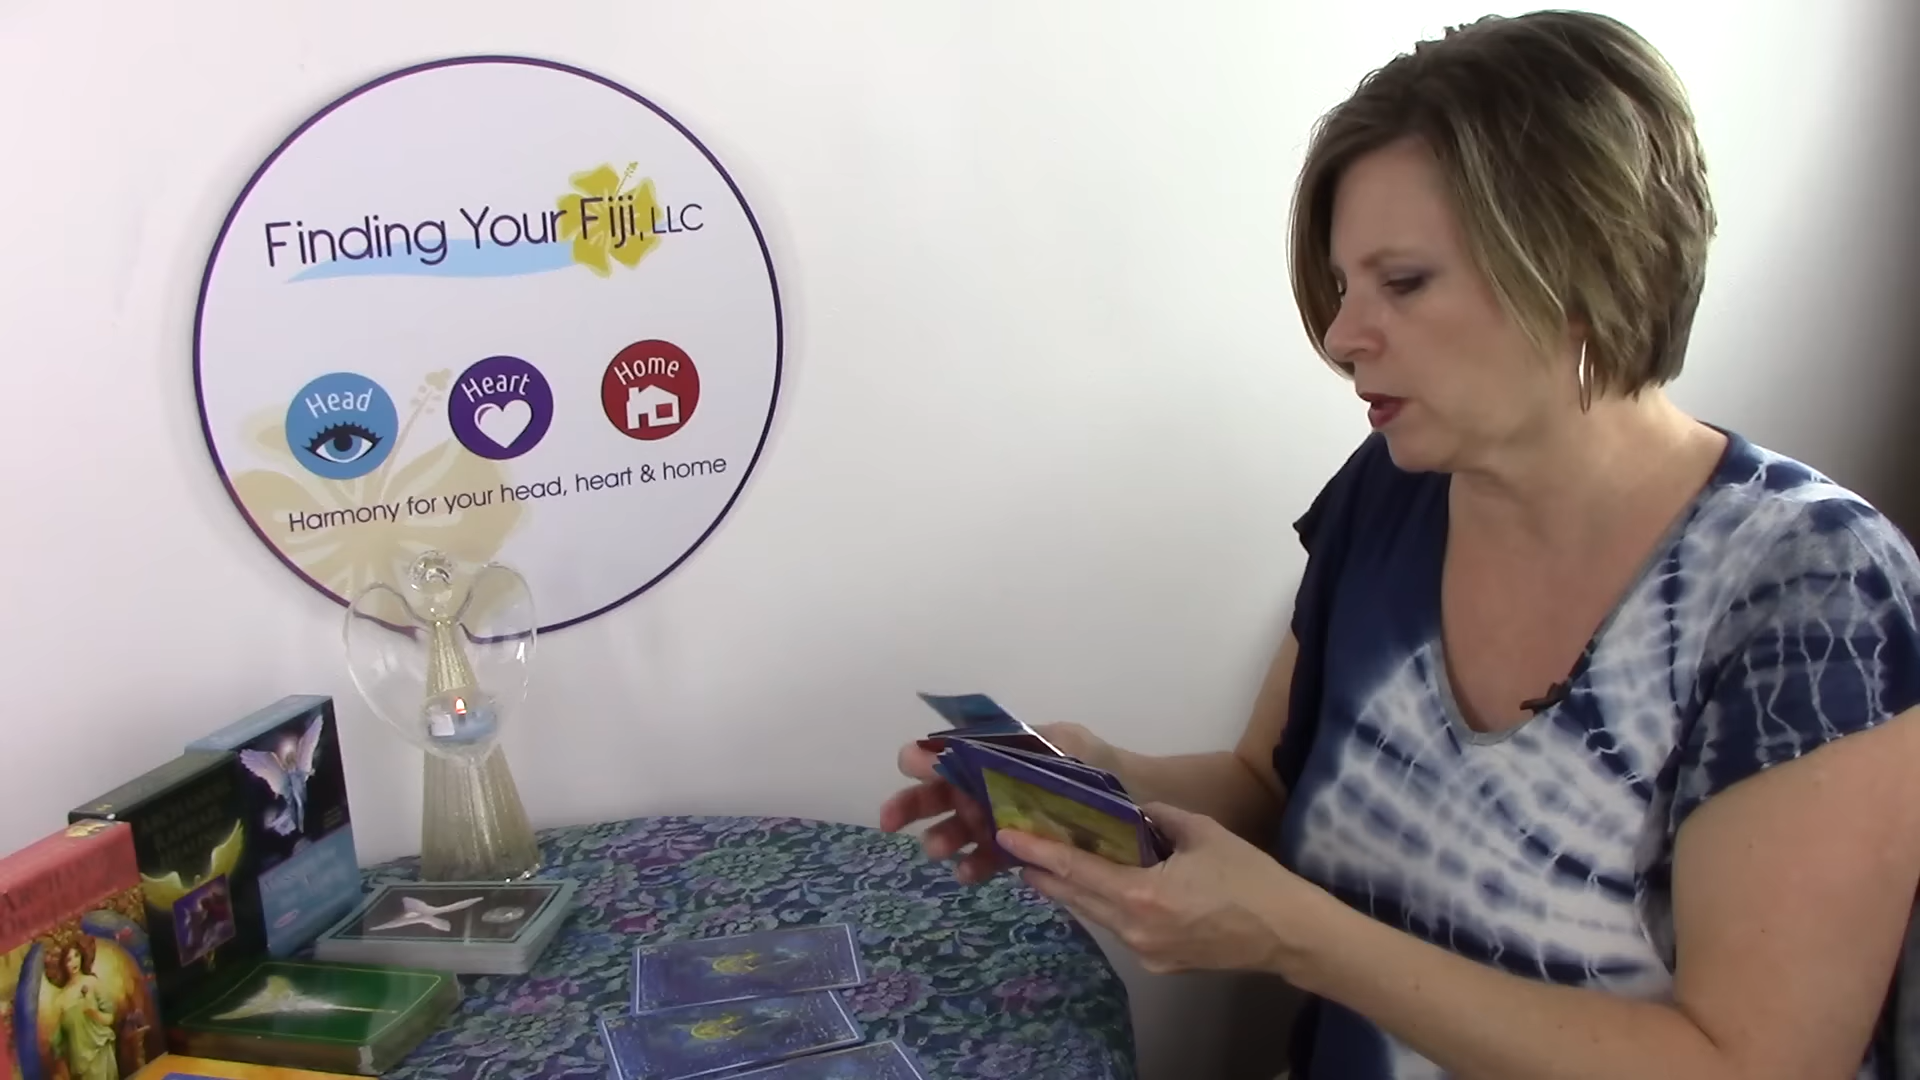 Finding Your Fiji, LLC
Head
Heart
Home
Harmony for your head, heart & home